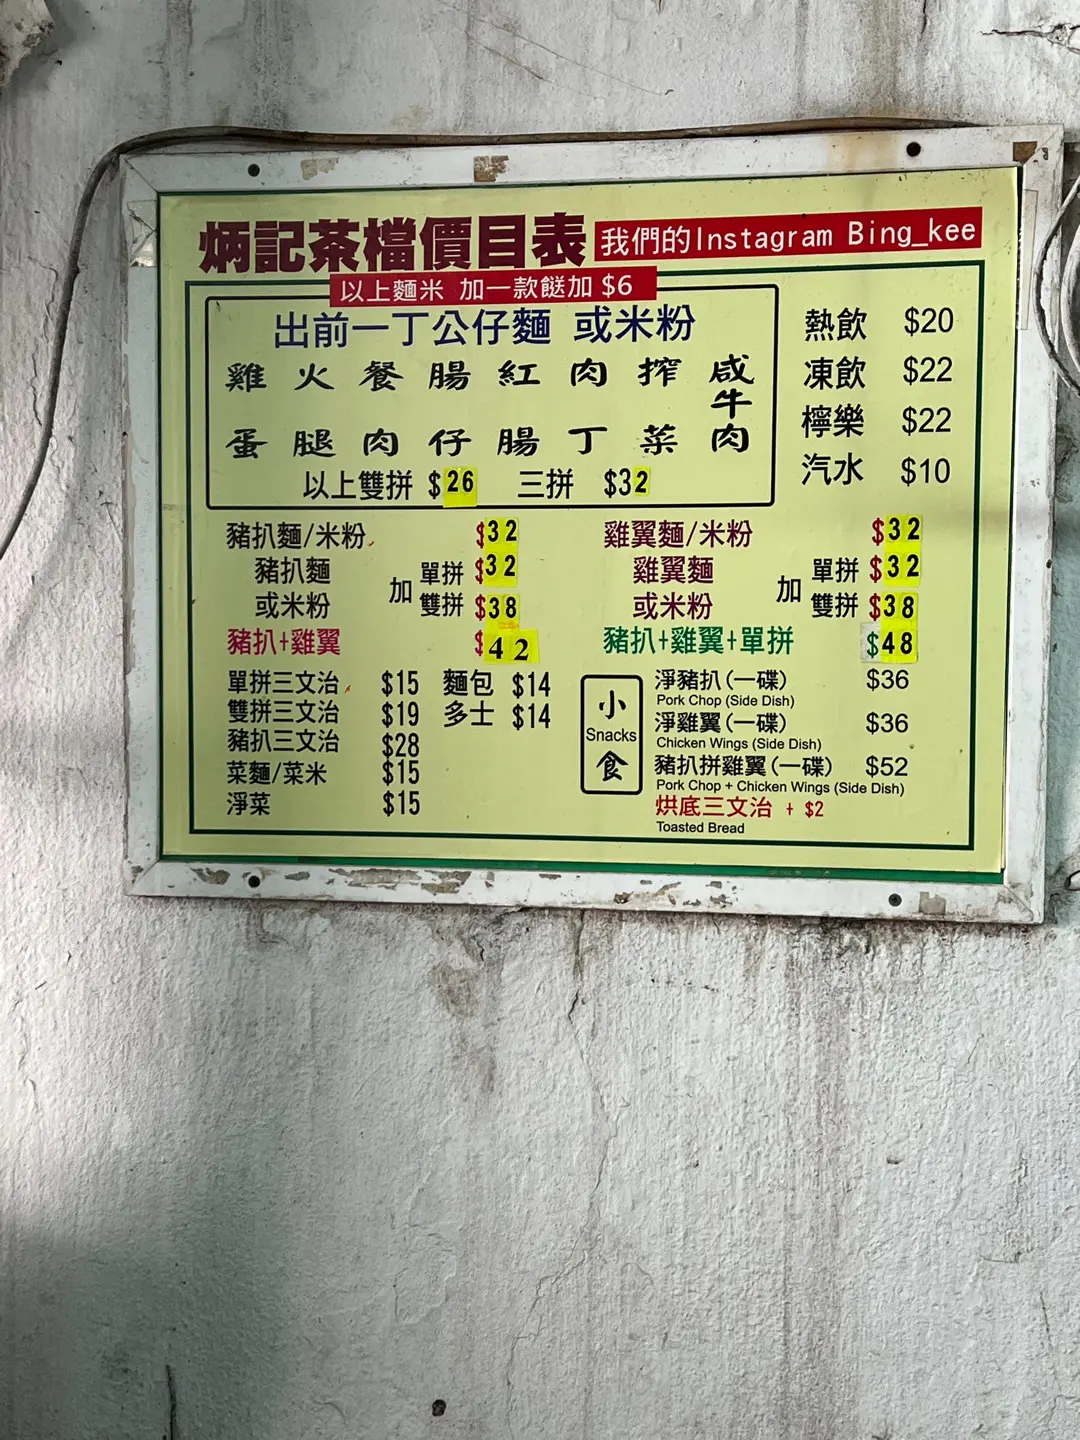 炳記茶檔價目表 我們的Instagram Bing_kee
以上麵米 加一款餸加 $6
出前一丁公仔麵 或米粉
雞蛋 火腿 餐肉 腸仔 紅腸 肉丁 搾菜 咸牛肉
以上雙拼 $26 三拼 $32
熱飲 $20
凍飲 $22
檸樂 $22
汽水 $10
豬扒麵/米粉 $32
豬扒麵 或米粉 加 單拼 $32
雙拼 $38
豬扒+雞翼 $42
雞翼麵/米粉 $32
雞翼麵 或米粉 加 單拼 $32
雙拼 $38
豬扒+雞翼+單拼 $48
單拼三文治 $15
雙拼三文治 $19
豬扒三文治 $28
菜麵/菜米 $15
淨菜 $15
麵包 $14
多士 $14
小食 Snacks
淨豬扒(一碟) $36
Pork Chop (Side Dish)
淨雞翼(一碟) $36
Chicken Wings (Side Dish)
豬扒拼雞翼(一碟) $52
Pork Chop + Chicken Wings (Side Dish)
烘底三文治 + $2
Toasted Bread